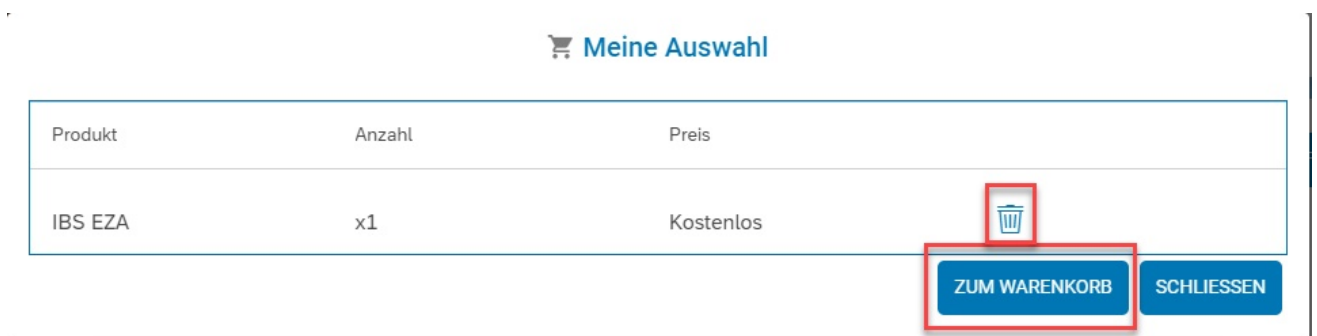 Meine Auswahl
Produkt Anzahl Preis
IBS EZA x1 Kostenlos
ZUM WARENKORB SCHLIESSEN